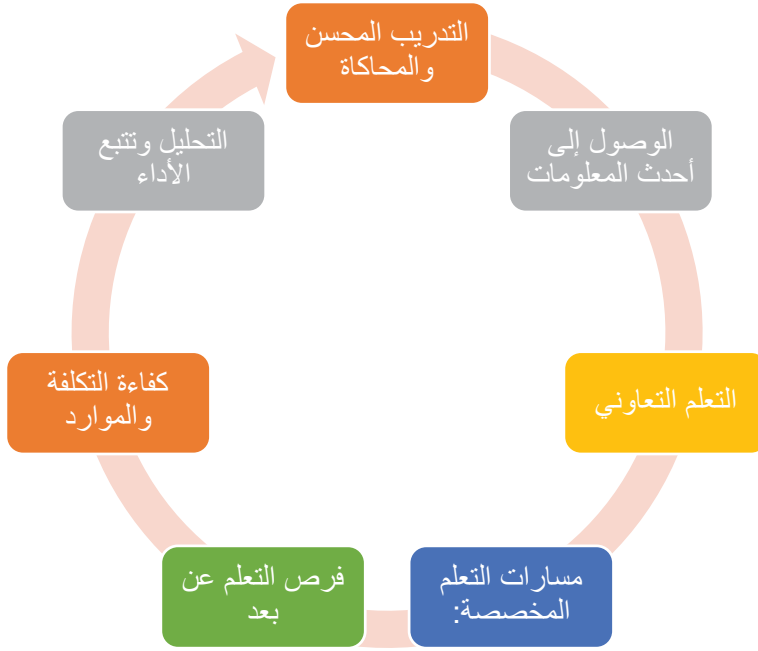 التدريب المحسن
والمحاكاة
الوصول إلى
أحدث المعلومات
التعلم التعاوني
مسارات التعلم
المخصصة:
فرص التعلم عن
بعد
كفاءة التكلفة
والموارد
التحليل وتتبع
الأداء